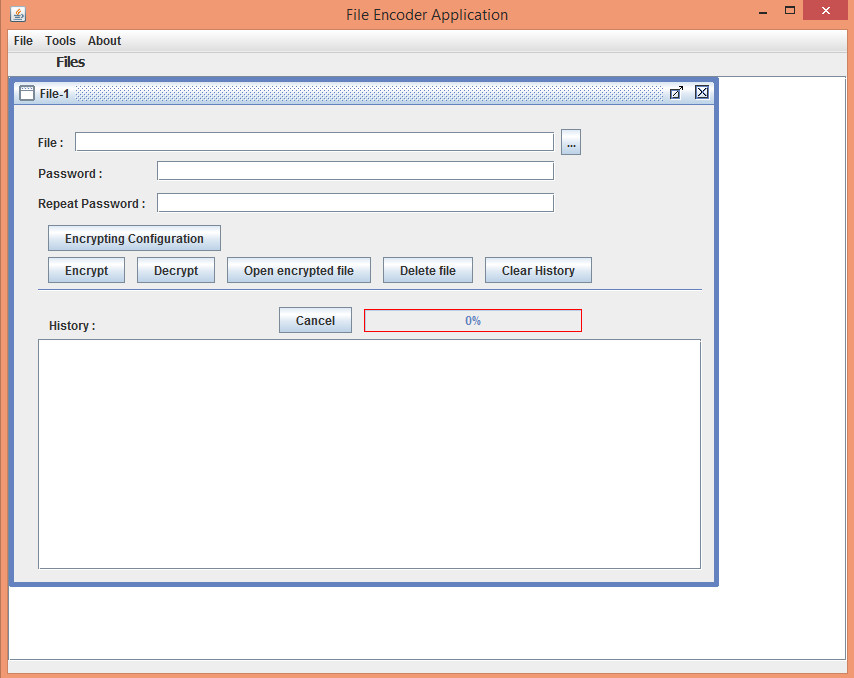 File Encoder Application
File Tools About
Files
File-1
File :
...
Password :
Repeat Password :
Encrypting Configuration
Encrypt Decrypt Open encrypted file Delete file Clear History
History : Cancel 0%